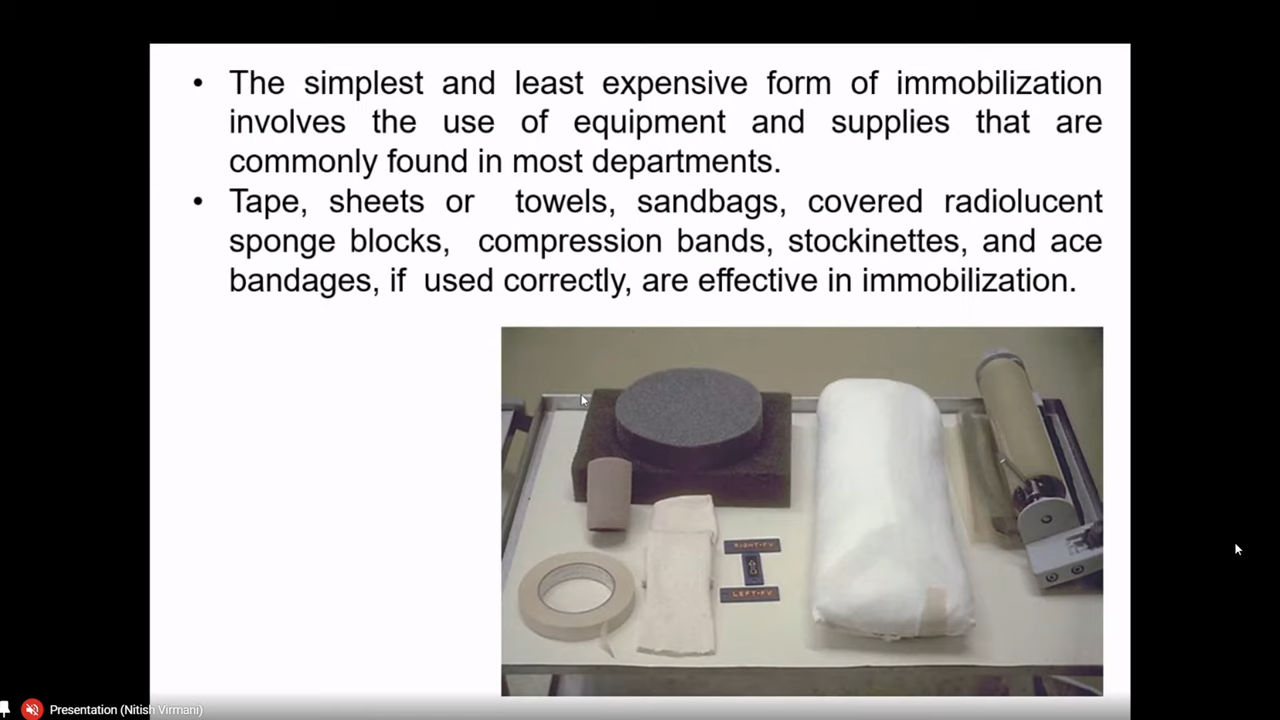 • The simplest and least expensive form of immobilization
involves the use of equipment and supplies that are
commonly found in most departments.
• Tape, sheets or towels, sandbags, covered radiolucent
sponge blocks, compression bands, stockinettes, and ace
bandages, if used correctly, are effective in immobilization.
RIGHT•FV
LEFT•FV
Presentation (Nitish Virmani)